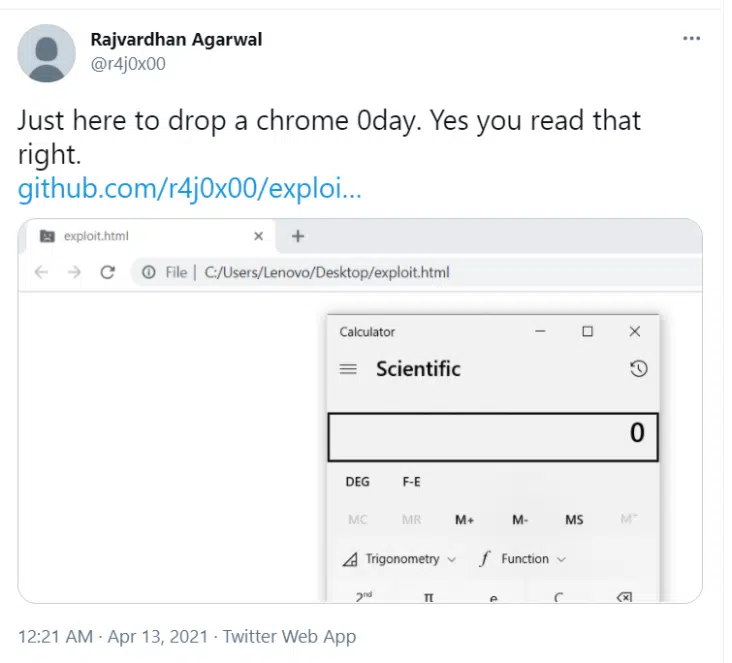 Rajvardhan Agarwal
@r4j0x00
Just here to drop a chrome 0day. Yes you read that
right.
github.com/r4j0x00/exploi...
exploit.html
File | C:/Users/Lenovo/Desktop/exploit.html
Calculator
Scientific
0
DEG F-E
MC MR M+ M- MS M˅
Trigonometry f Function
2nd π e C
12:21 AM · Apr 13, 2021 · Twitter Web App